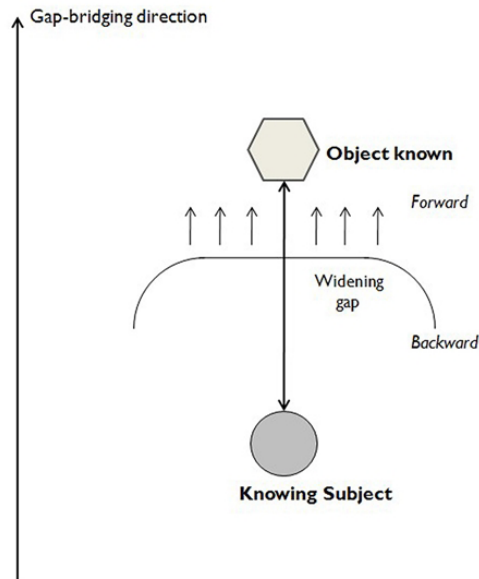 Gap-bridging direction
Object known
Forward
Widening
gap
Backward
Knowing Subject